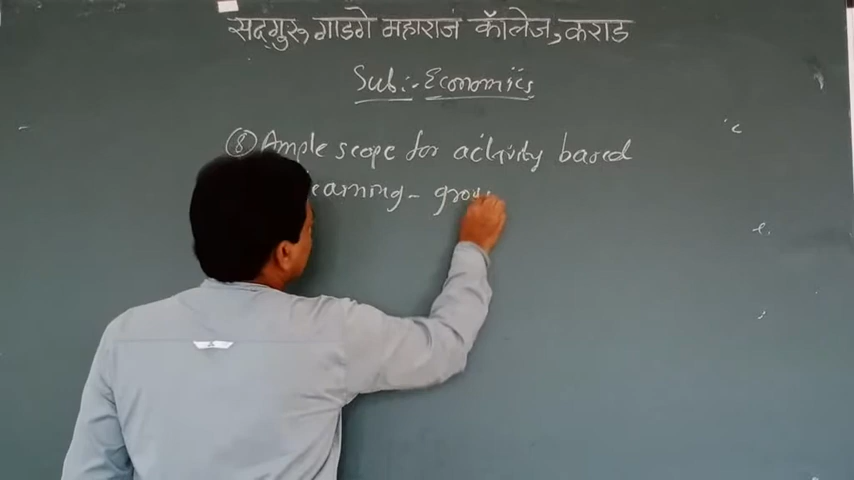 सद्गुरू गाडगे महाराज कॉलेज, कराड
Sub:- Economics
⑧ Ample scope for activity based
learning - grou